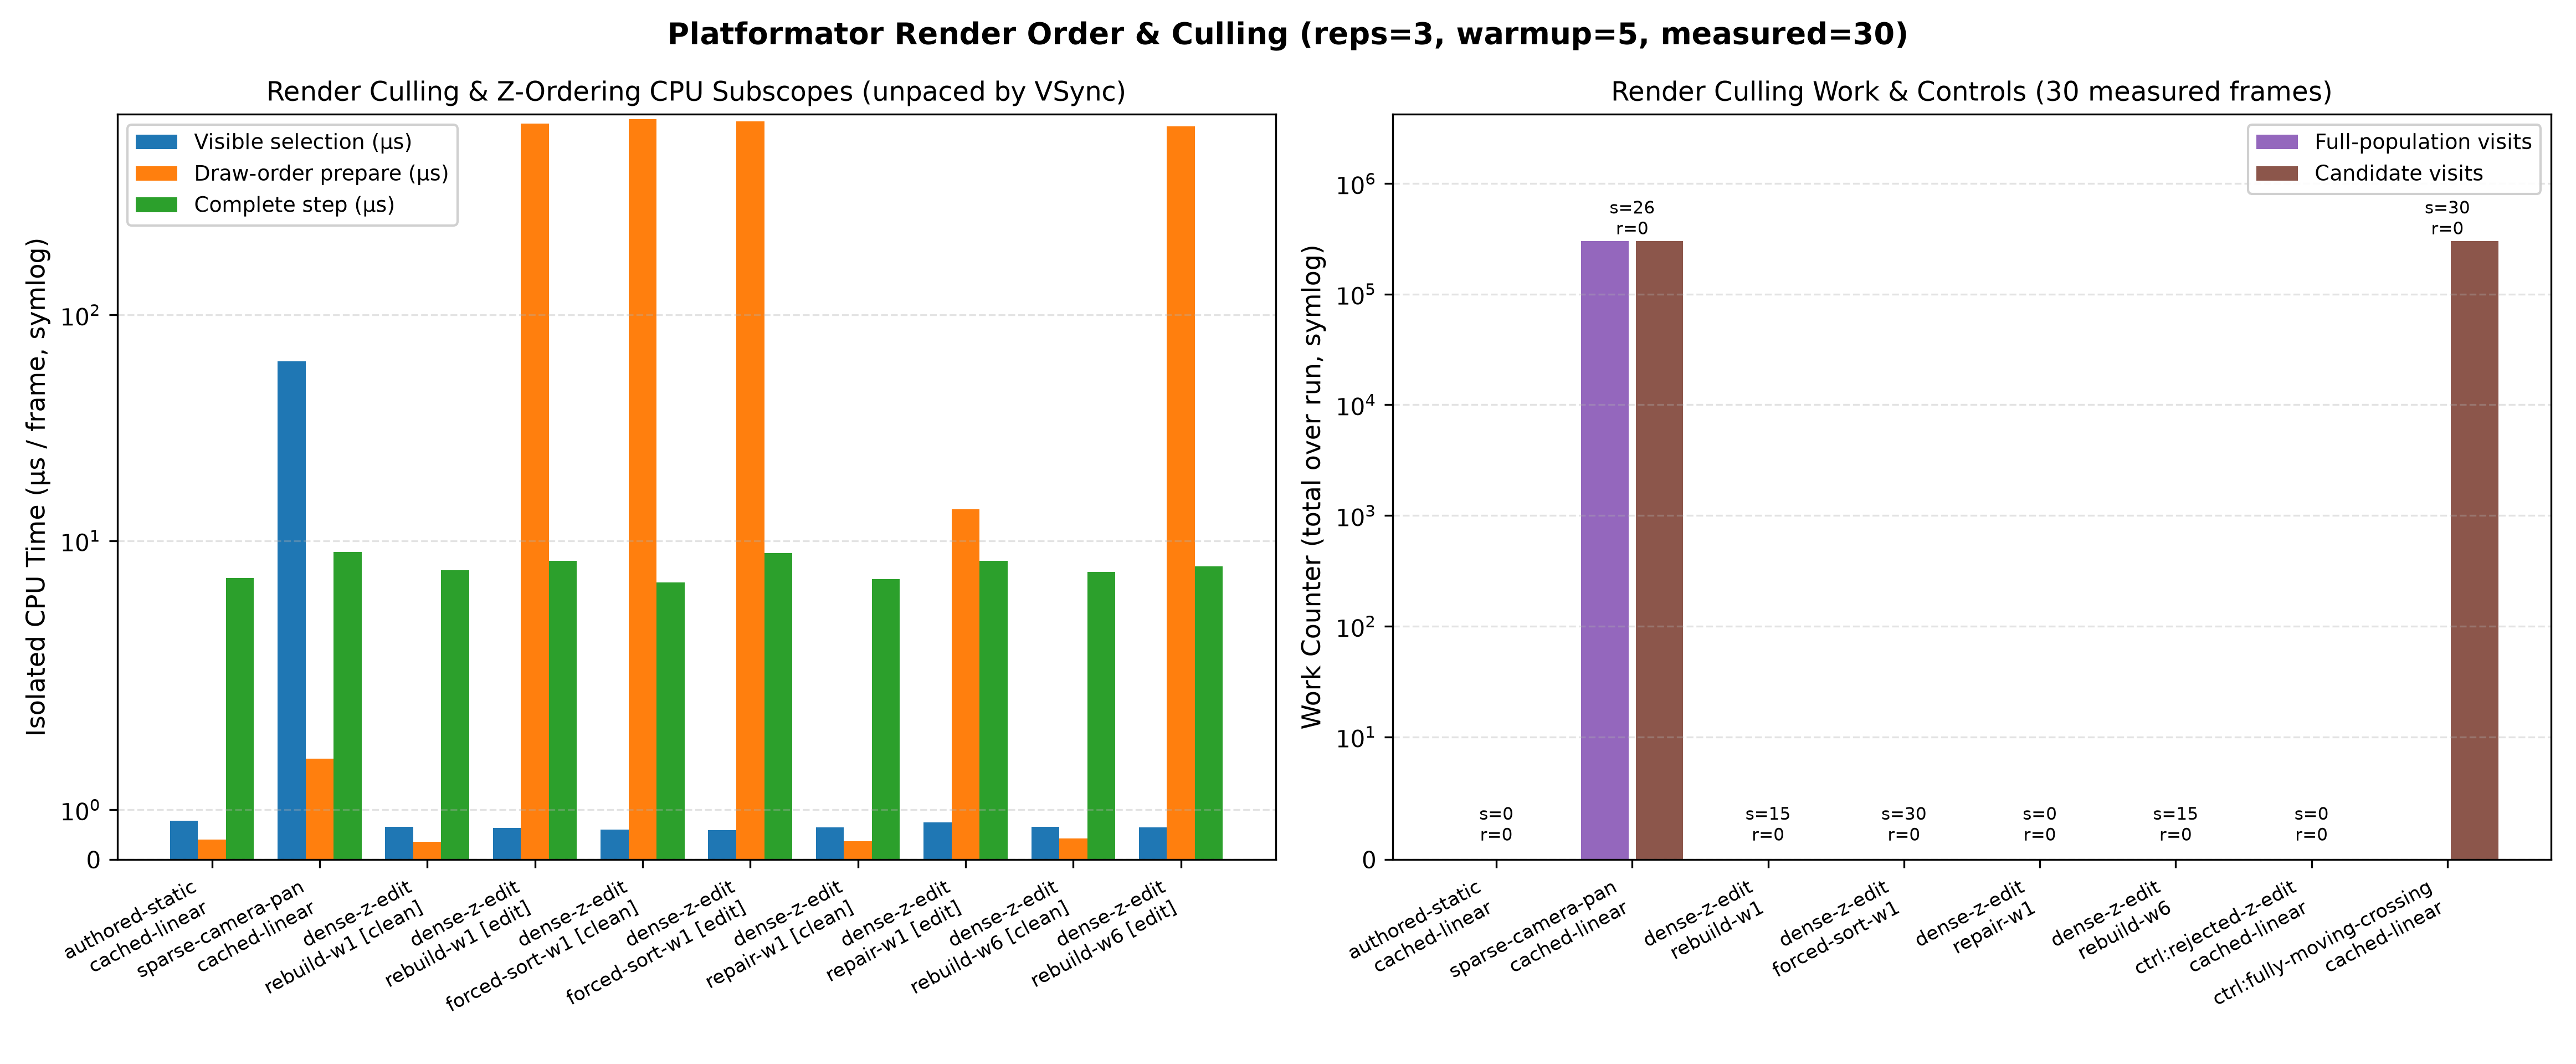 Platformator Render Order & Culling (reps=3, warmup=5, measured=30)
Render Culling & Z-Ordering CPU Subscopes (unpaced by VSync)
Isolated CPU Time (µs / frame, symlog)
10²
10¹
10⁰
0
Visible selection (µs)
Draw-order prepare (µs)
Complete step (µs)
authored-static
cached-linear
sparse-camera-pan
cached-linear
dense-z-edit
rebuild-w1 [clean]
dense-z-edit
rebuild-w1 [edit]
dense-z-edit
forced-sort-w1 [clean]
dense-z-edit
forced-sort-w1 [edit]
dense-z-edit
repair-w1 [clean]
dense-z-edit
repair-w1 [edit]
dense-z-edit
rebuild-w6 [clean]
dense-z-edit
rebuild-w6 [edit]
Render Culling Work & Controls (30 measured frames)
Work Counter (total over run, symlog)
10⁶
10⁵
10⁴
10³
10²
10¹
0
Full-population visits
Candidate visits
s=0
r=0
s=26
r=0
s=15
r=0
s=30
r=0
s=0
r=0
s=15
r=0
s=0
r=0
s=30
r=0
authored-static
cached-linear
sparse-camera-pan
cached-linear
dense-z-edit
rebuild-w1
dense-z-edit
forced-sort-w1
dense-z-edit
repair-w1
dense-z-edit
rebuild-w6
ctrl:rejected-z-edit
cached-linear
ctrl:fully-moving-crossing
cached-linear